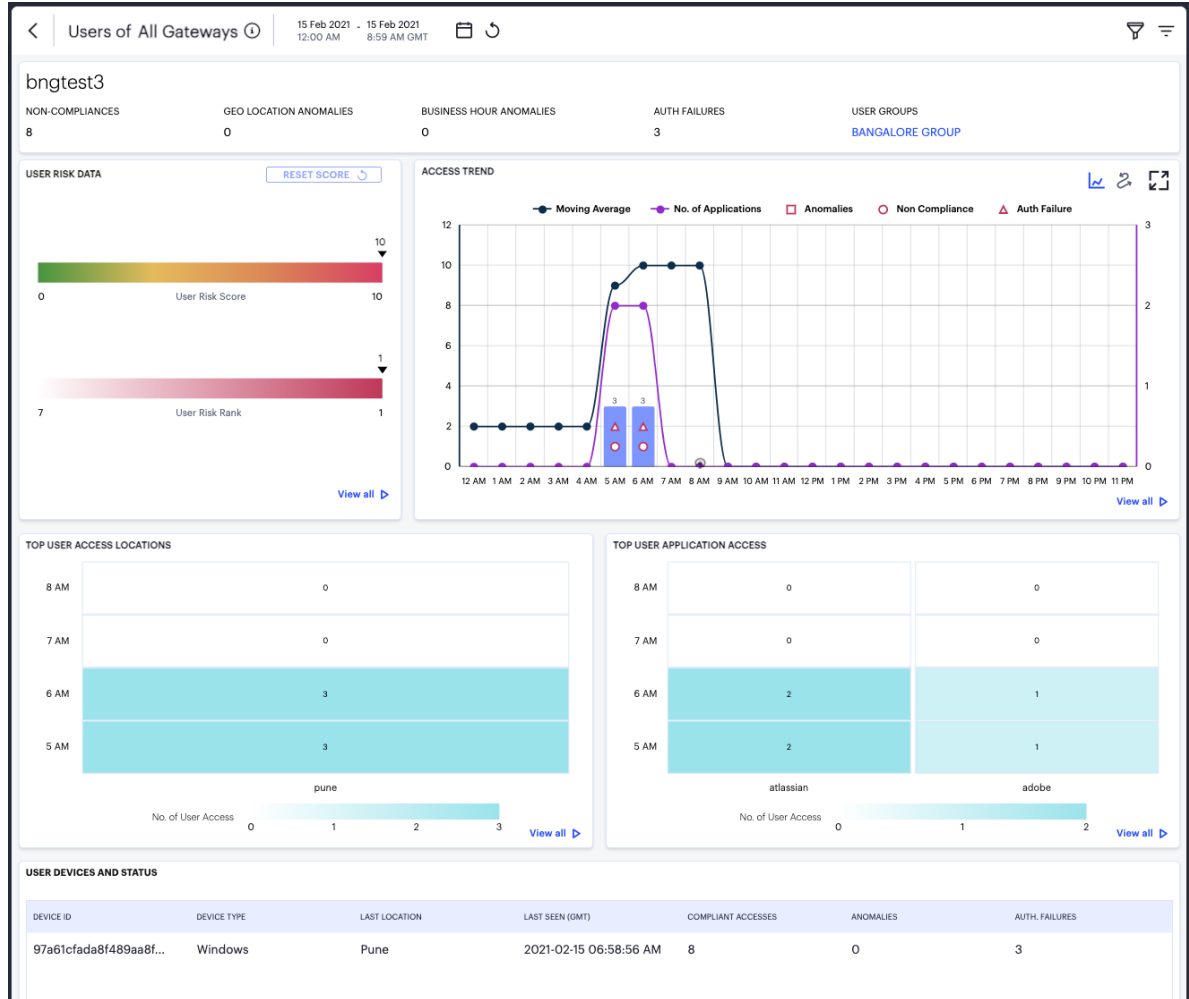 Users of All Gateways
15 Feb 2021 - 15 Feb 2021
12:00 AM 8:59 AM GMT
bngtest3
NON-COMPLIANCES GEO LOCATION ANOMALIES BUSINESS HOUR ANOMALIES AUTH FAILURES USER GROUPS
8 0 0 3 BANGALORE GROUP
USER RISK DATA
RESET SCORE
10
0 User Risk Score 10
1
7 User Risk Rank 1
View all
ACCESS TREND
Moving Average No. of Applications Anomalies Non Compliance Auth Failure
12 3
10
8 2
6
4 1
3 3
2
0 0
12 AM 1 AM 2 AM 3 AM 4 AM 5 AM 6 AM 7 AM 8 AM 9 AM 10 AM 11 AM 12 PM 1 PM 2 PM 3 PM 4 PM 5 PM 6 PM 7 PM 8 PM 9 PM 10 PM 11 PM
View all
TOP USER ACCESS LOCATIONS
8 AM 0
7 AM 0
6 AM 3
5 AM 3
pune
No. of User Access 0 1 2 3
View all
TOP USER APPLICATION ACCESS
8 AM 0 0
7 AM 0 0
6 AM 2 1
5 AM 2 1
atlassian adobe
No. of User Access 0 1 2
View all
USER DEVICES AND STATUS
DEVICE ID DEVICE TYPE LAST LOCATION LAST SEEN (GMT) COMPLIANT ACCESSES ANOMALIES AUTH. FAILURES
97a61cfada8f489aa8f... Windows Pune 2021-02-15 06:58:56 AM 8 0 3